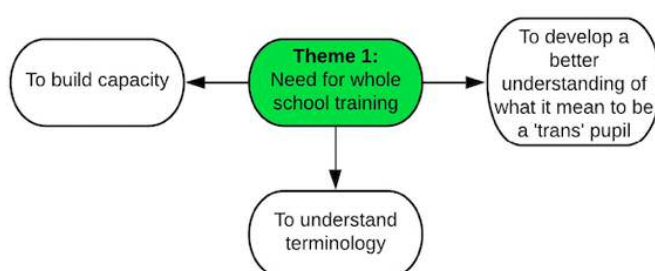 To build capacity
Theme 1:
Need for whole
school training
To develop a
better
understanding of
what it mean to be
a 'trans' pupil
To understand
terminology